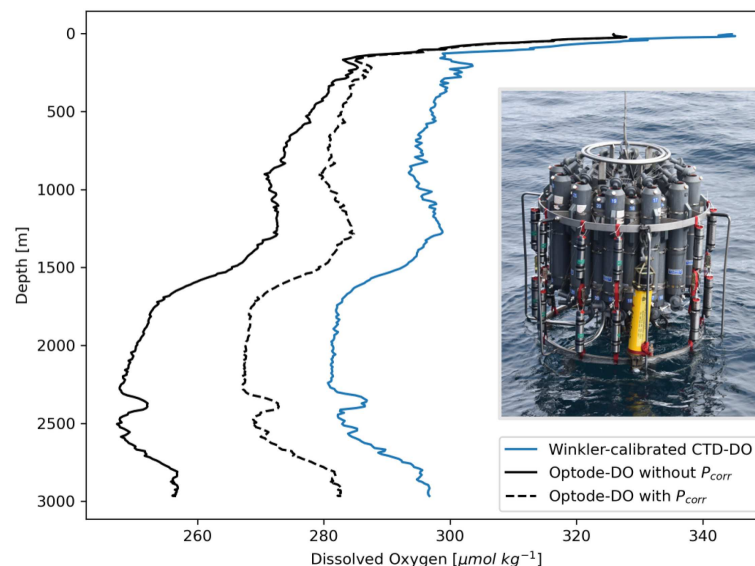 0
500
1000
1500
2000
2500
3000
Depth [m]
260
280
300
320
340
Dissolved Oxygen [μmol kg⁻¹]
Winkler-calibrated CTD-DO
Optode-DO without P_corr
Optode-DO with P_corr